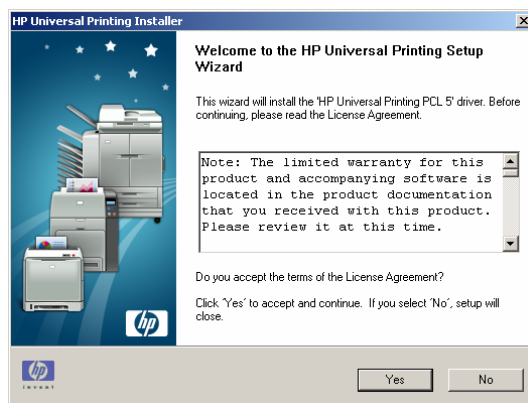 HP Universal Printing Installer
Welcome to the HP Universal Printing Setup
Wizard
This wizard will install the 'HP Universal Printing PCL 5' driver. Before
continuing, please read the License Agreement.
Note: The limited warranty for this
product and accompanying software is
located in the product documentation
that you received with this product.
Please review it at this time.
Do you accept the terms of the License Agreement?
Click 'Yes' to accept and continue. If you select 'No', setup will
close.
hp
hp
invent
Yes
No